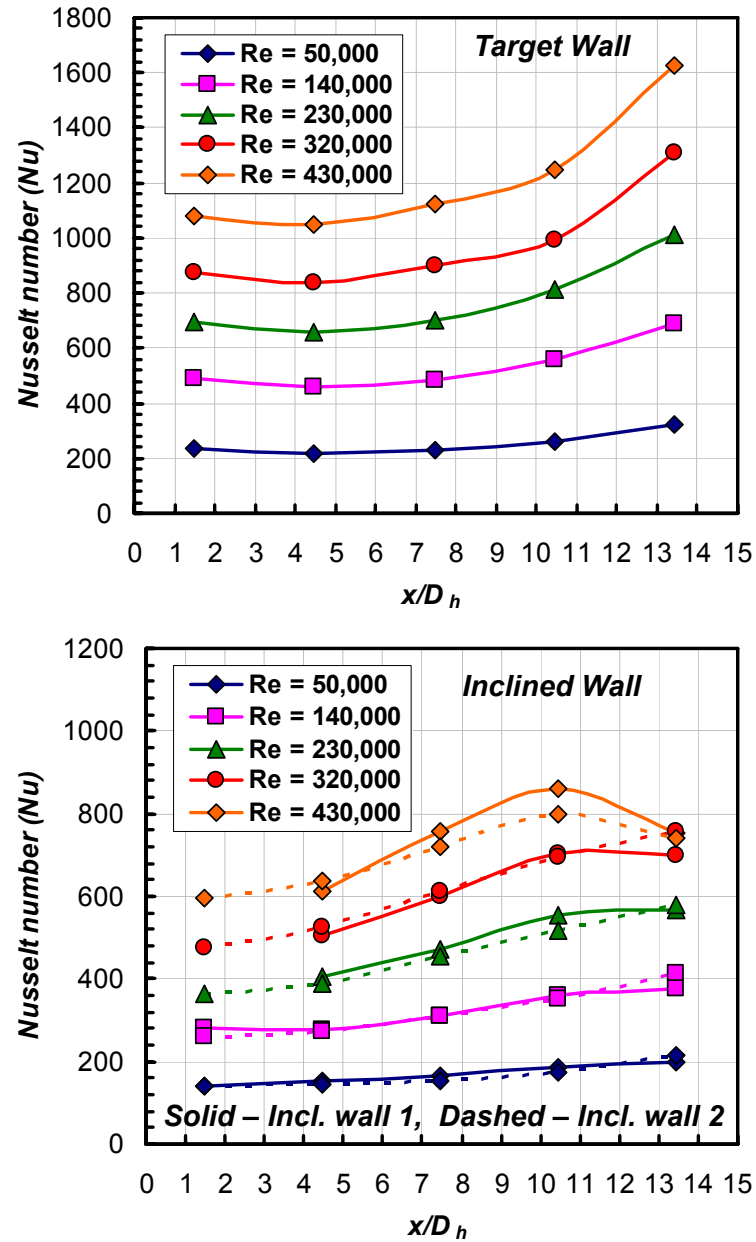 1800
1600
1400
1200
1000
800
600
400
200
0
Nusselt number (Nu)
Target Wall
Re = 50,000
Re = 140,000
Re = 230,000
Re = 320,000
Re = 430,000
0 1 2 3 4 5 6 7 8 9 10 11 12 13 14 15
x/D h
1200
1000
800
600
400
200
0
Nusselt number (Nu)
Inclined Wall
Re = 50,000
Re = 140,000
Re = 230,000
Re = 320,000
Re = 430,000
Solid – Incl. wall 1, Dashed – Incl. wall 2
0 1 2 3 4 5 6 7 8 9 10 11 12 13 14 15
x/D h